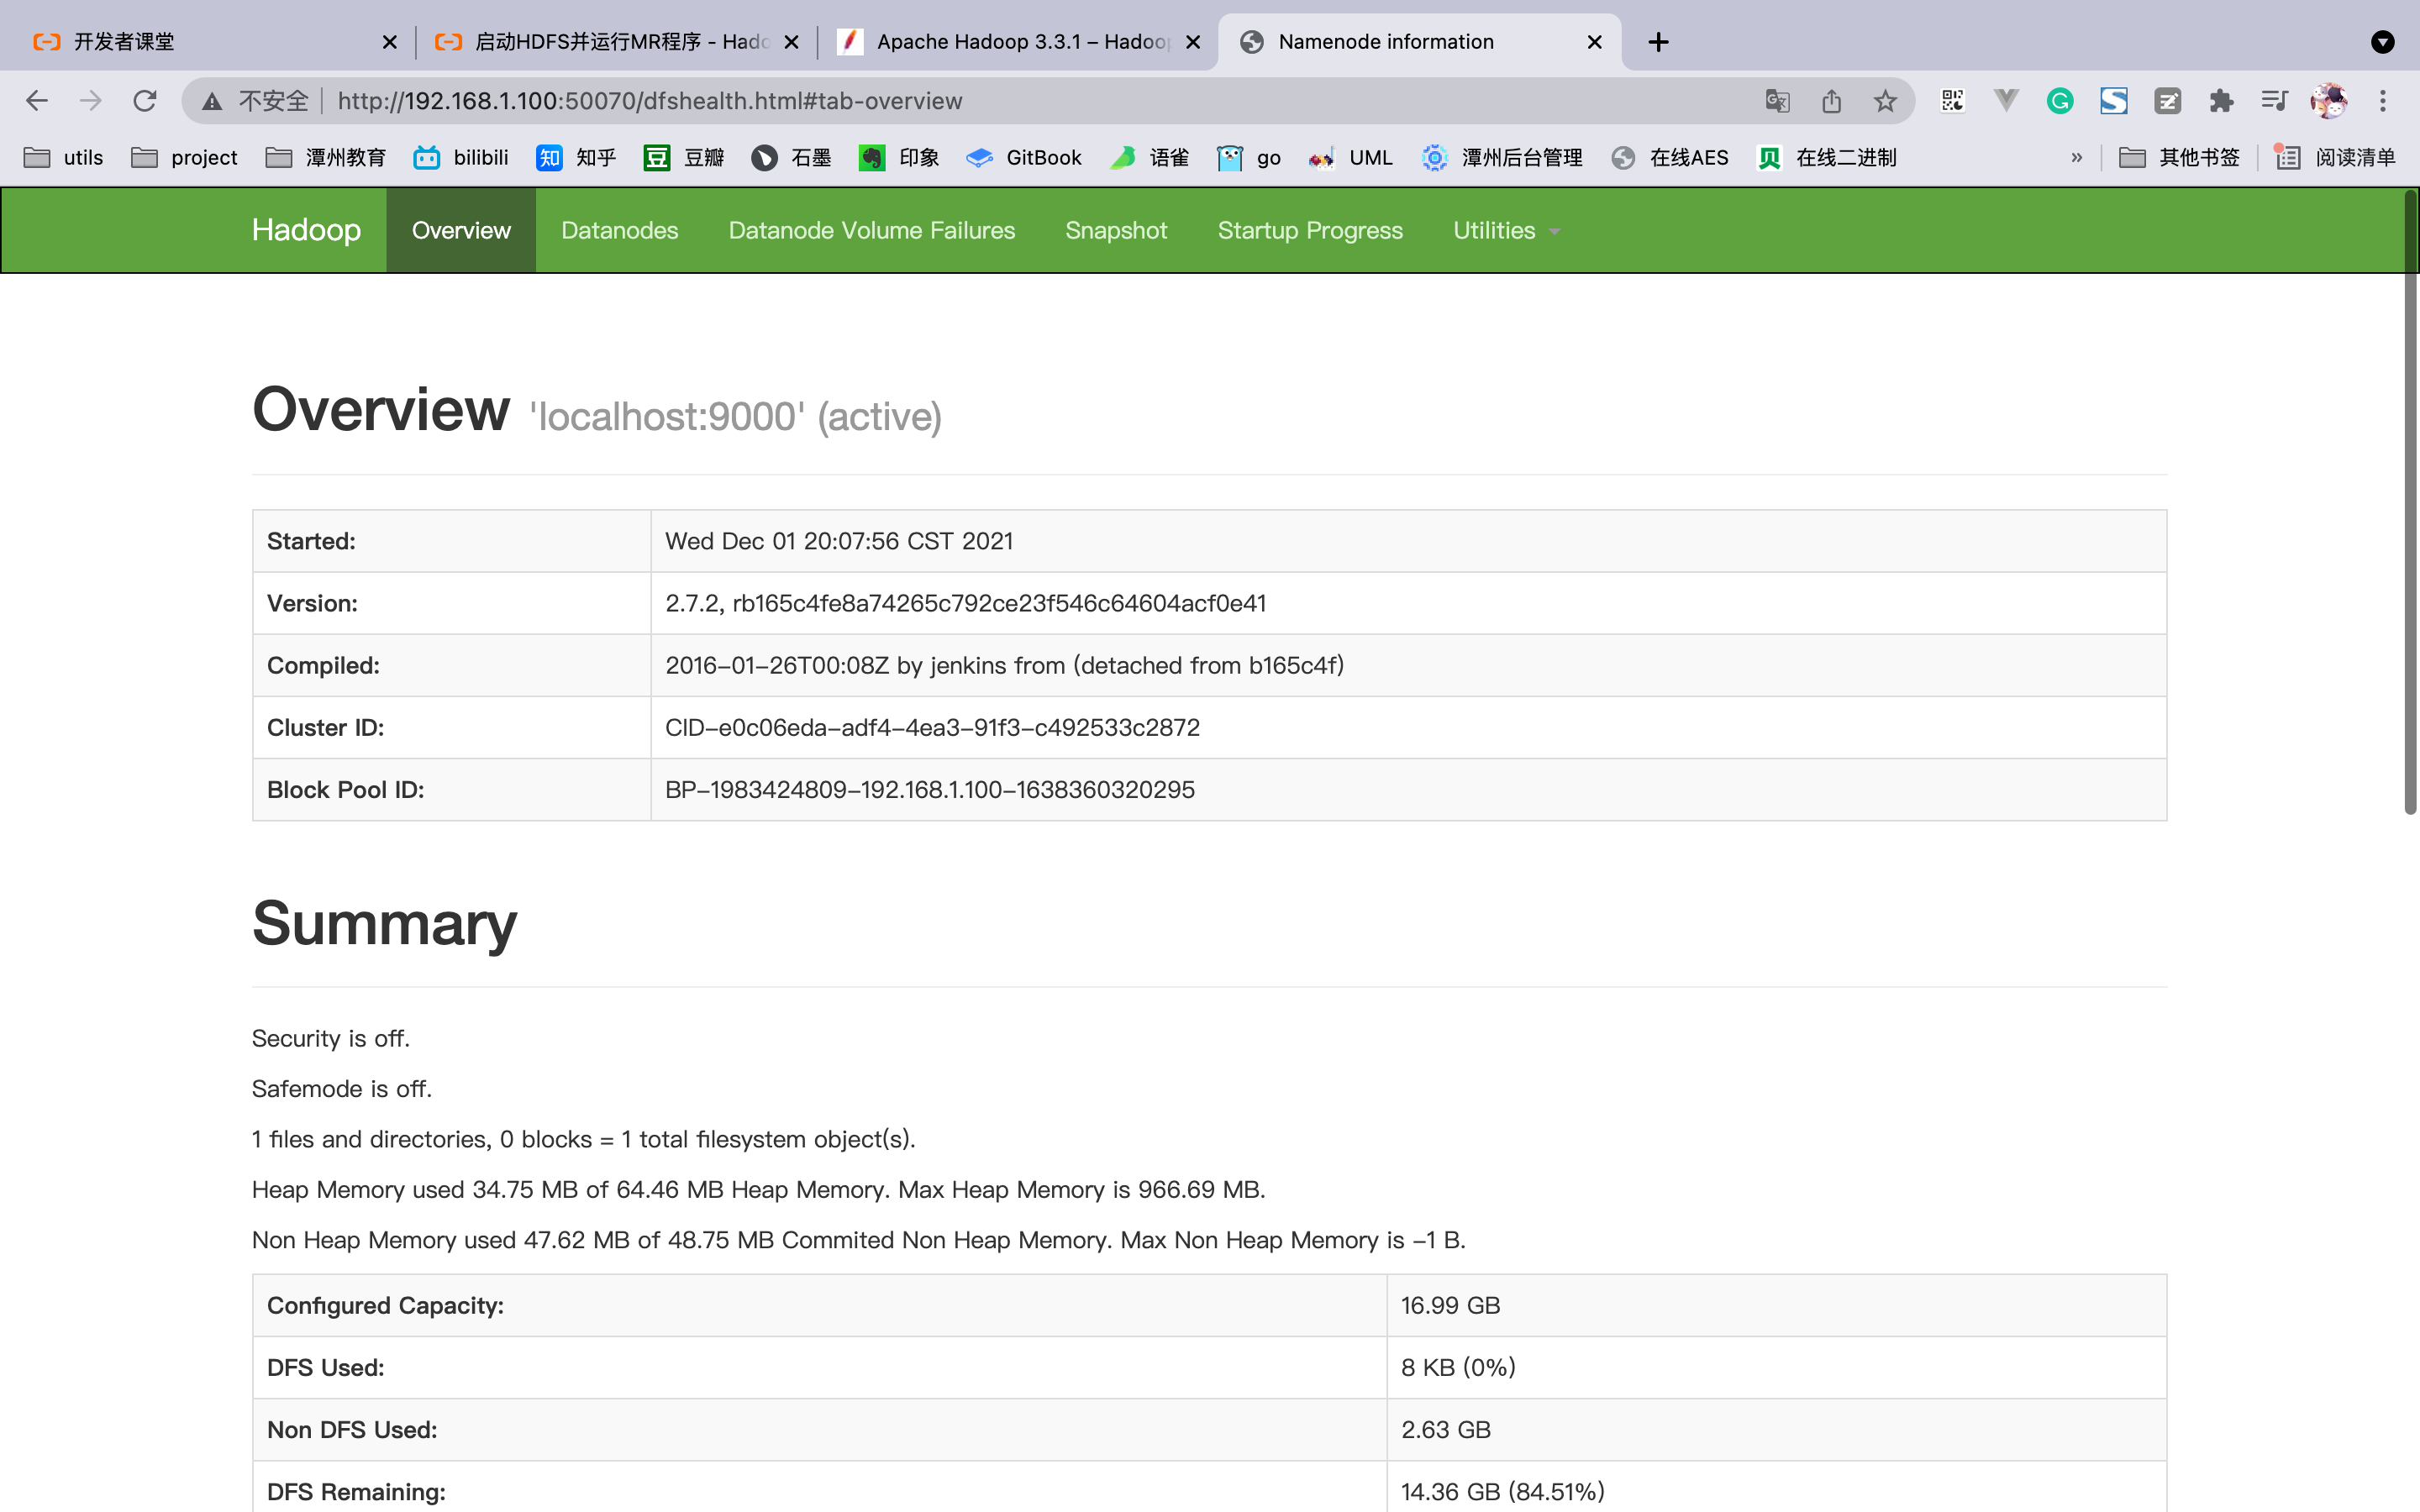 开发者课堂
启动HDFS并运行MR程序 - Hado
Apache Hadoop 3.3.1 – Hadoop
Namenode information
不安全
http://192.168.1.100:50070/dfshealth.html#tab-overview
utils
project
潭州教育
bilibili
知 知乎
豆 豆瓣
石墨
印象
GitBook
语雀
go
UML
潭州后台管理
在线AES
贝 在线二进制
»
其他书签
阅读清单
Hadoop
Overview
Datanodes
Datanode Volume Failures
Snapshot
Startup Progress
Utilities
Overview 'localhost:9000' (active)
Started: Wed Dec 01 20:07:56 CST 2021
Version: 2.7.2, rb165c4fe8a74265c792ce23f546c64604acf0e41
Compiled: 2016-01-26T00:08Z by jenkins from (detached from b165c4f)
Cluster ID: CID-e0c06eda-adf4-4ea3-91f3-c492533c2872
Block Pool ID: BP-1983424809-192.168.1.100-1638360320295
Summary
Security is off.
Safemode is off.
1 files and directories, 0 blocks = 1 total filesystem object(s).
Heap Memory used 34.75 MB of 64.46 MB Heap Memory. Max Heap Memory is 966.69 MB.
Non Heap Memory used 47.62 MB of 48.75 MB Commited Non Heap Memory. Max Non Heap Memory is -1 B.
Configured Capacity: 16.99 GB
DFS Used: 8 KB (0%)
Non DFS Used: 2.63 GB
DFS Remaining: 14.36 GB (84.51%)